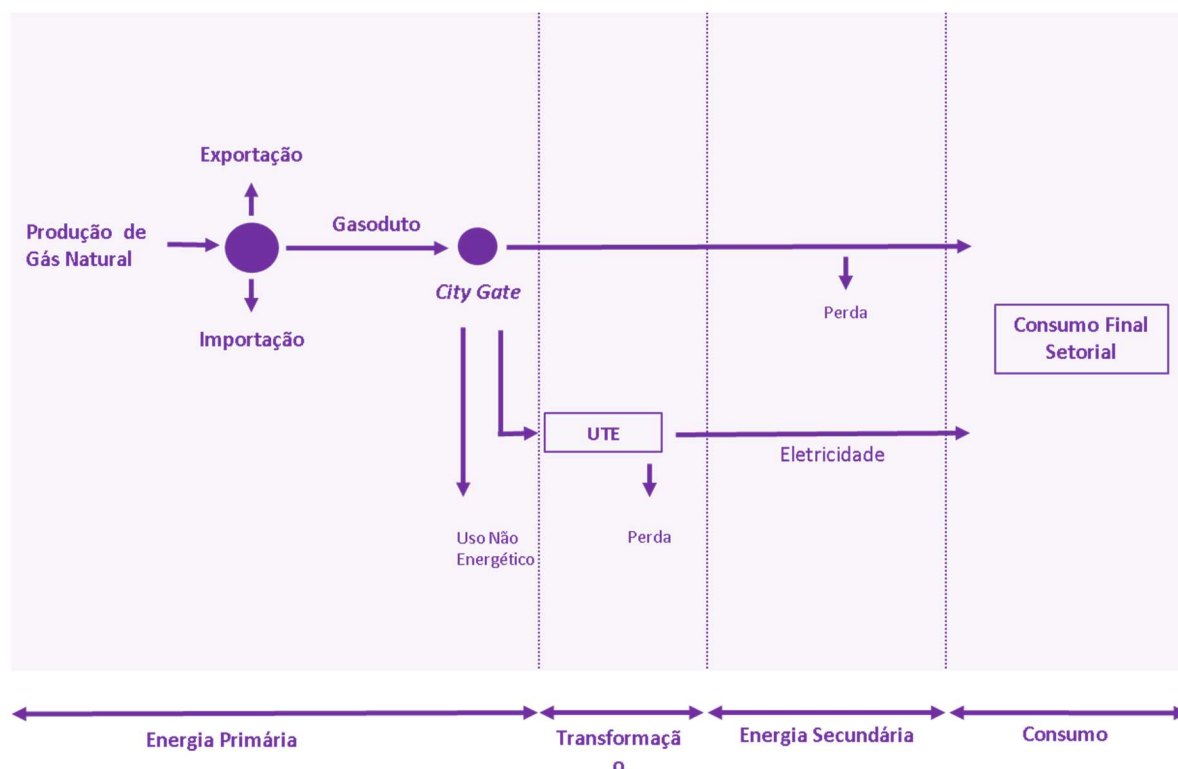 Exportação
Produção de
Gás Natural
Gasoduto
City Gate
Importação
Perda
Consumo Final
Setorial
UTE
Eletricidade
Uso Não
Energético
Perda
Energia Primária
Transformaçã
o
Energia Secundária
Consumo